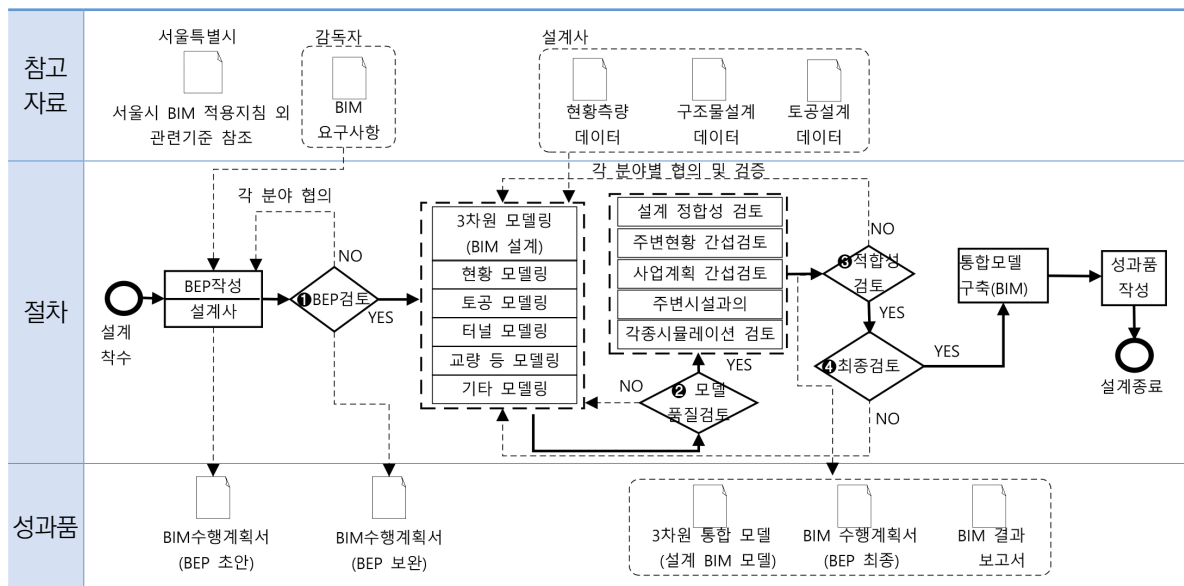 참고
자료
서울특별시
서울시 BIM 적용지침 외
관련기준 참조
감독자
BIM
요구사항
설계사
현황측량
데이터
구조물설계
데이터
토공설계
데이터
절차
설계
착수
BEP작성
설계사
각 분야 협의
NO
❶BEP검토
YES
3차원 모델링
(BIM 설계)
현황 모델링
토공 모델링
터널 모델링
교량 등 모델링
기타 모델링
각 분야별 협의 및 검증
설계 정합성 검토
주변현황 간섭검토
사업계획 간섭검토
주변시설과의
각종시뮬레이션 검토
YES
NO
❷ 모델
품질검토
NO
❸적합성
검토
YES
❹최종검토
YES
NO
통합모델
구축(BIM)
성과품
작성
설계종료
성과품
BIM수행계획서
(BEP 초안)
BIM수행계획서
(BEP 보완)
3차원 통합 모델
(설계 BIM 모델)
BIM 수행계획서
(BEP 최종)
BIM 결과
보고서